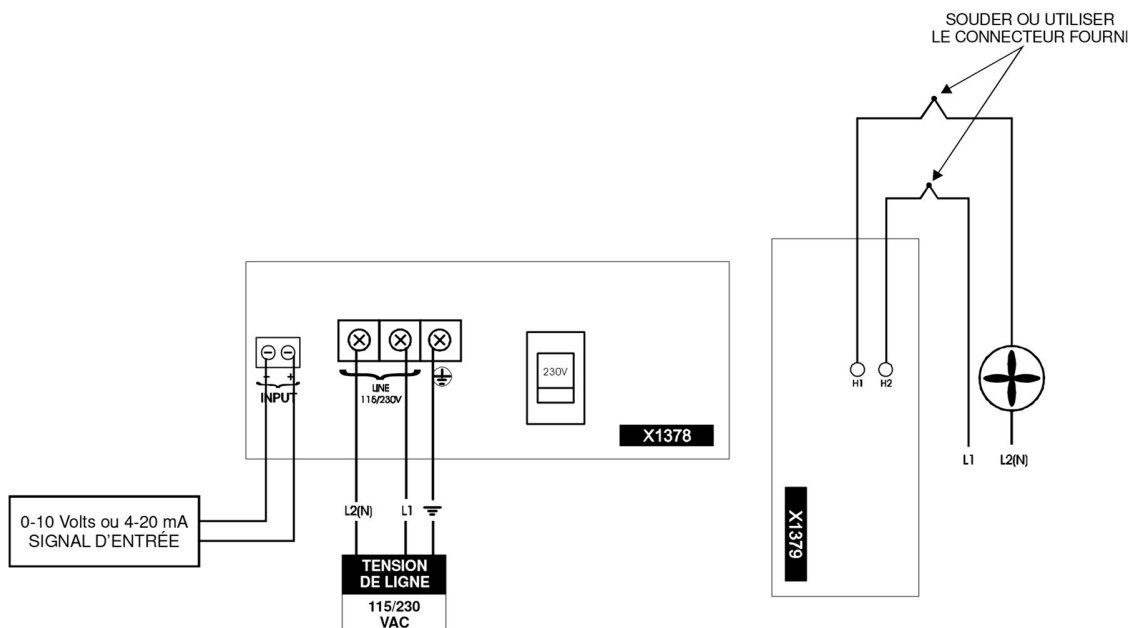 SOUDER OU UTILISER
LE CONNECTEUR FOURNI
230V
- +
INPUT
LINE
115/230V
X1378
H1 H2
L1 L2(N)
L2(N) L1
0-10 Volts ou 4-20 mA
SIGNAL D'ENTRÉE
X1379
TENSION
DE LIGNE
115/230
VAC